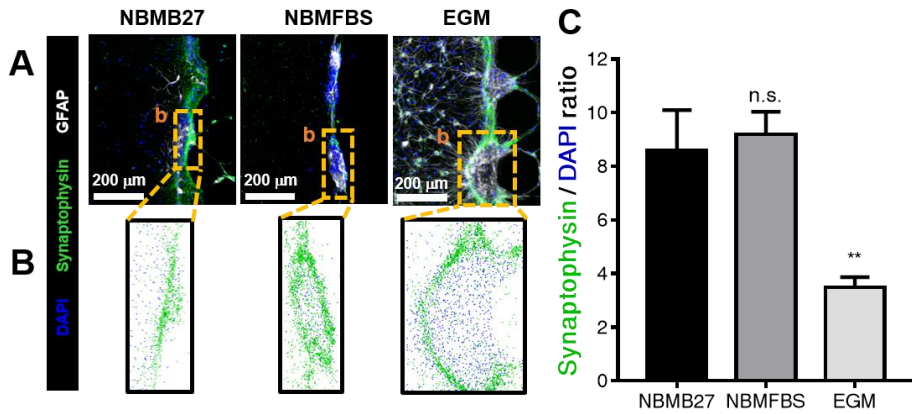 NBMB27 NBMFBS EGM
A
DAPI Synaptophysin GFAP
b b b
200 µm 200 µm 200 µm
B
C
Synaptophysin / DAPI ratio
12
10
8
6
4
2
0
n.s.
**
NBMB27 NBMFBS EGM